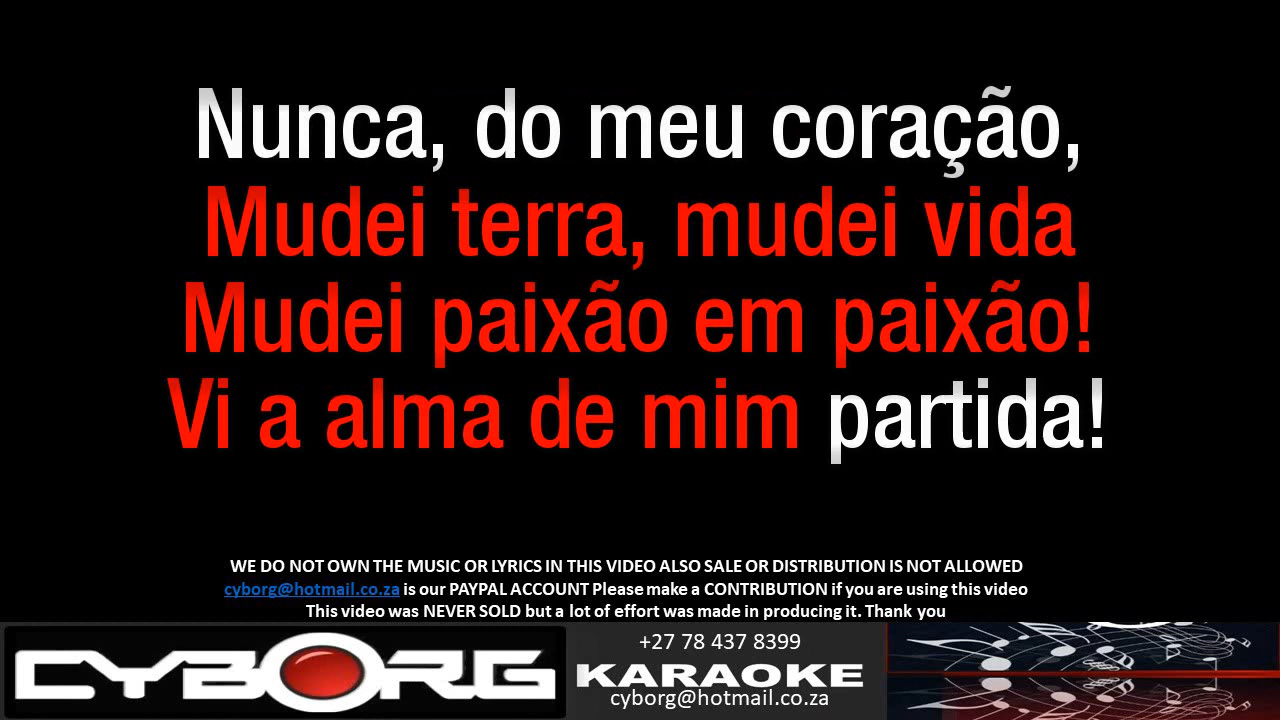 Nunca, do meu coração,
Mudei terra, mudei vida
Mudei paixão em paixão!
Vi a alma de mim partida!
WE DO NOT OWN THE MUSIC OR LYRICS IN THIS VIDEO ALSO SALE OR DISTRIBUTION IS NOT ALLOWED
cyborg@hotmail.co.za is our PAYPAL ACCOUNT Please make a CONTRIBUTION if you are using this video
This video was NEVER SOLD but a lot of effort was made in producing it. Thank you
CYBORG
+27 78 437 8399
KARAOKE
cyborg@hotmail.co.za